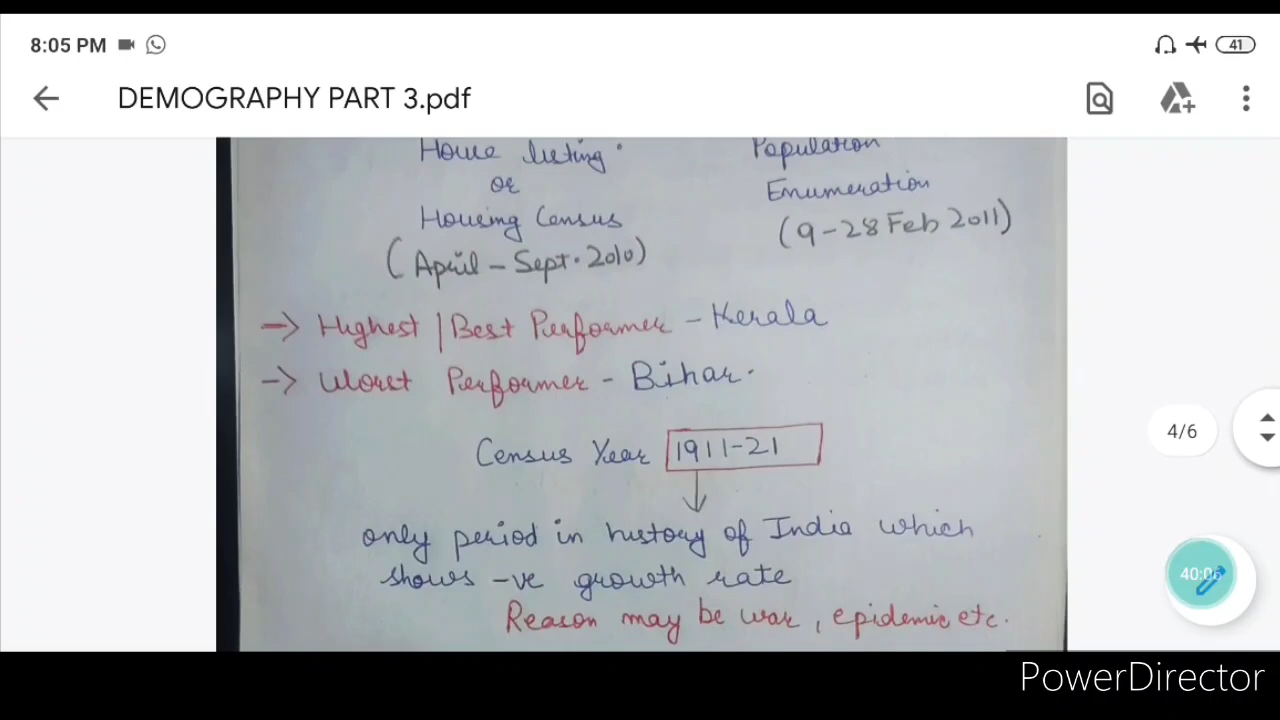 8:05 PM
41
DEMOGRAPHY PART 3.pdf
House listing Population
or Enumeration
Housing Census (9-28 Feb 2011)
(April - Sept. 2010)
→ Highest | Best Performer - Kerala
→ Worst Performer - Bihar.
4/6
Census Year 1911-21
only period in history of India which
shows -ve growth rate
40:06
Reason may be war, epidemic etc.
PowerDirector